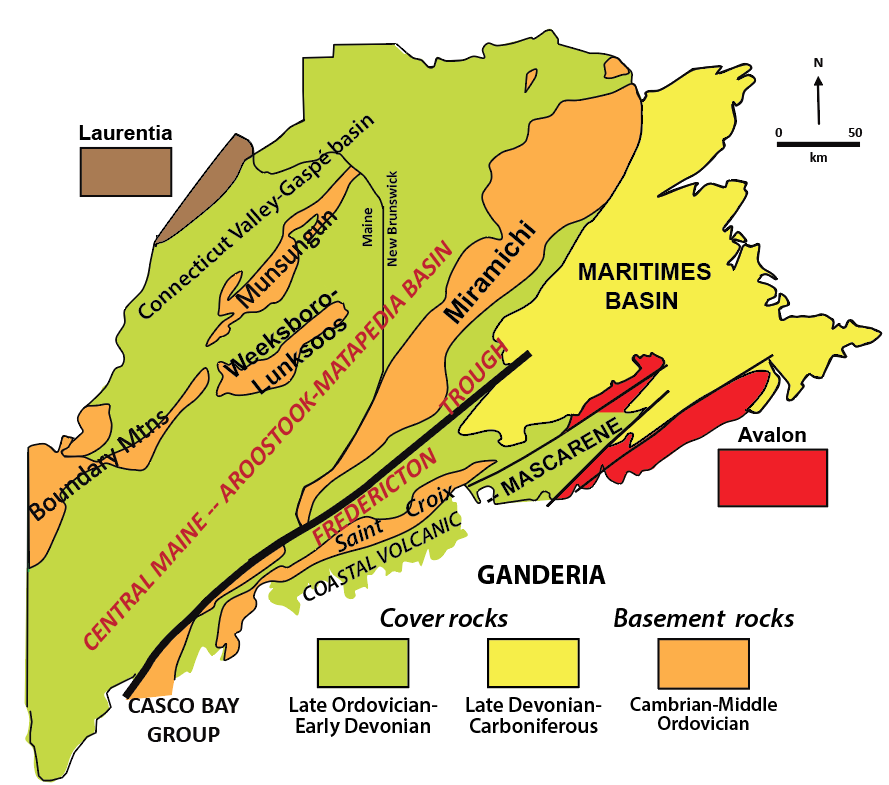 N
0 50
km
Laurentia
Connecticut Valley-Gaspé basin
Maine
New Brunswick
Munsungun
Miramichi
MARITIMES
BASIN
Weeksboro-
Lunksoos
CENTRAL MAINE -- AROOSTOOK-MATAPEDIA BASIN
Boundary Mtns
FREDERICTON TROUGH
- MASCARENE
Avalon
Saint Croix
COASTAL VOLCANIC
CASCO BAY
GROUP
GANDERIA
Cover rocks
Basement rocks
Late Ordovician-
Early Devonian
Late Devonian-
Carboniferous
Cambrian-Middle
Ordovician